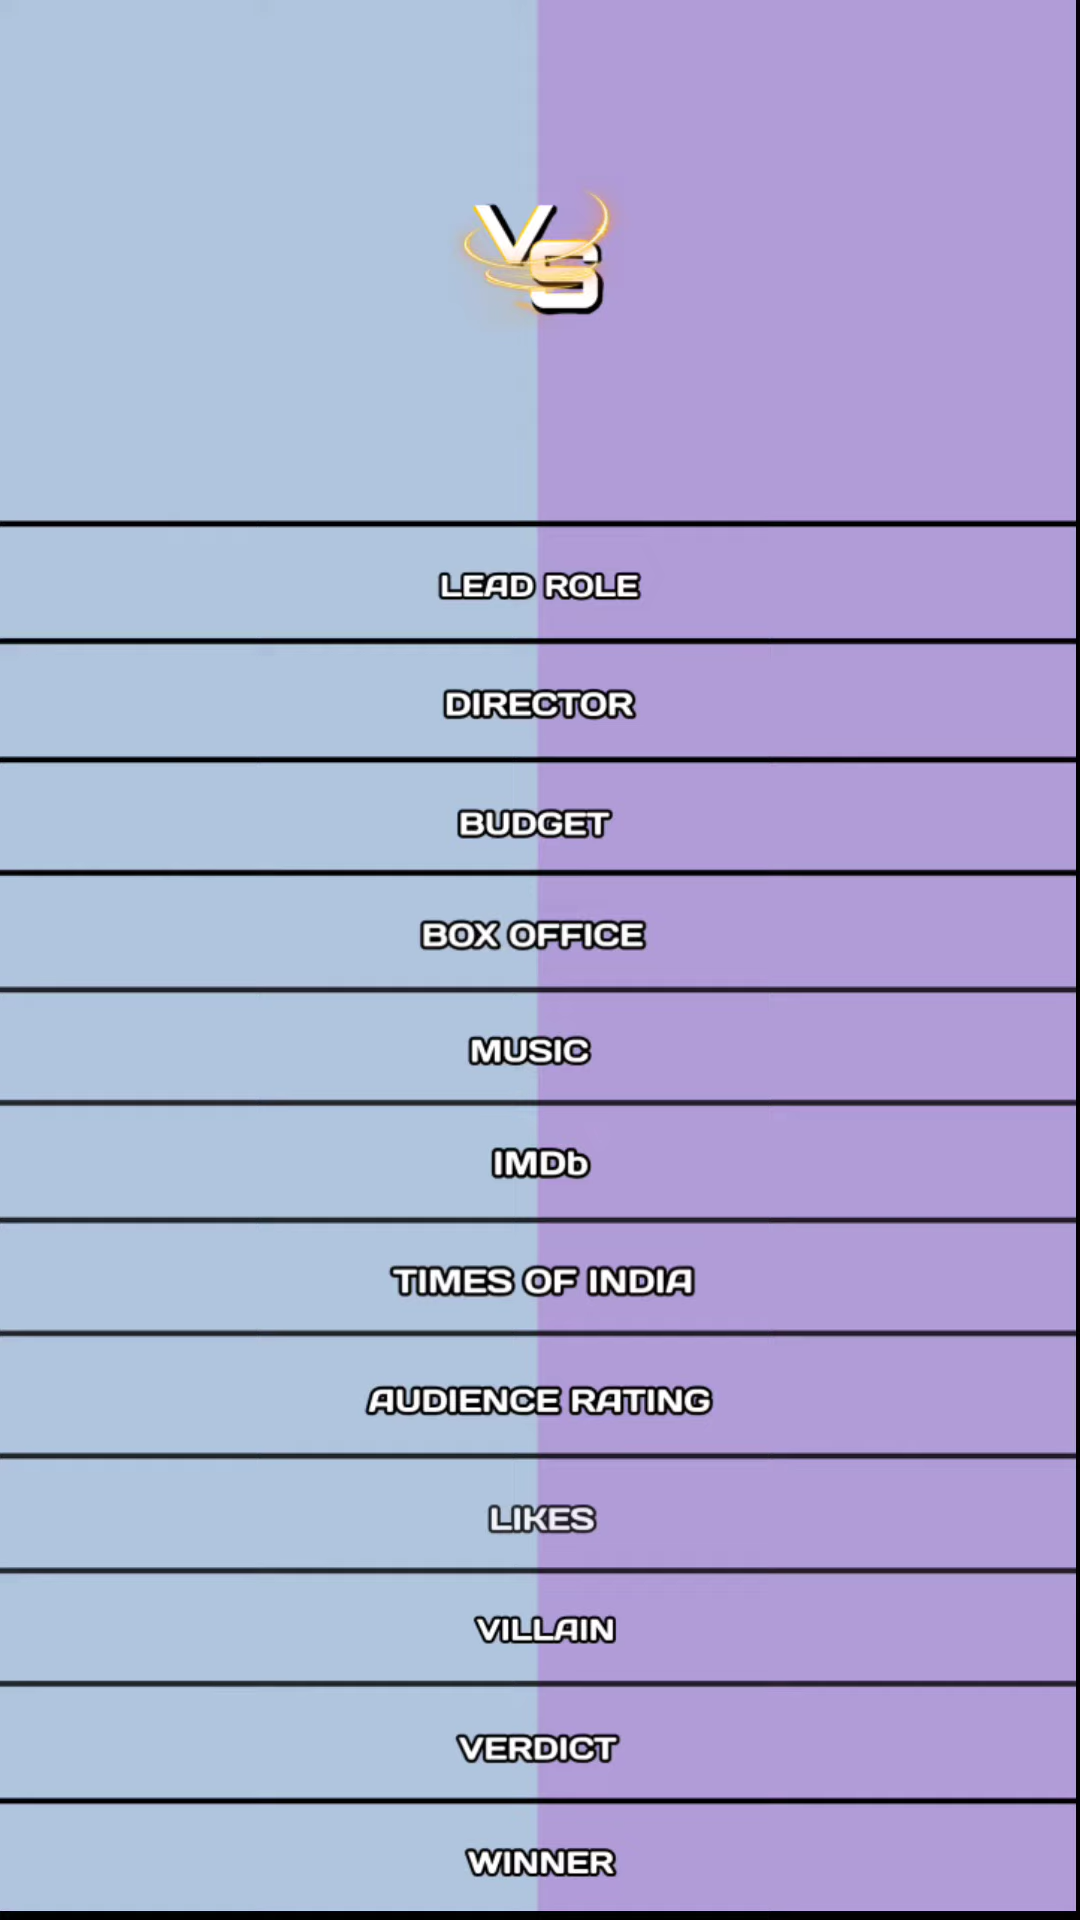 VS
LEAD ROLE
DIRECTOR
BUDGET
BOX OFFICE
MUSIC
IMDb
TIMES OF INDIA
AUDIENCE RATING
LIKES
VILLAIN
VERDICT
WINNER